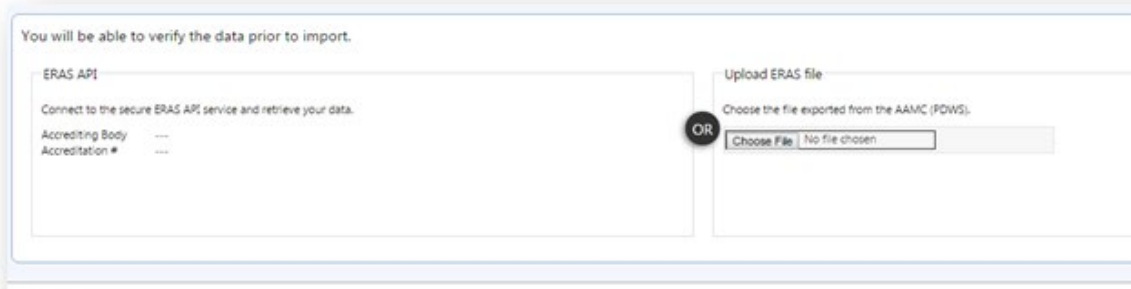 You will be able to verify the data prior to import.
ERAS API
Connect to the secure ERAS API service and retrieve your data.
Accrediting Body ---
Accreditation # ---
OR
Upload ERAS file
Choose the file exported from the AAMC (PDWS).
Choose File No file chosen